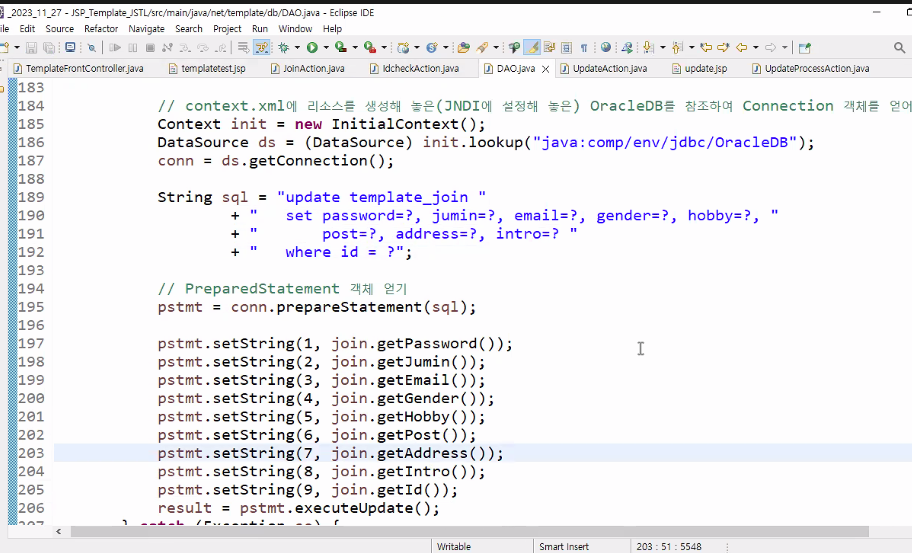 _2023_11_27 - JSP_Template_JSTL/src/main/java/net/template/db/DAO.java - Eclipse IDE
Edit Source Refactor Navigate Search Project Run Window Help
TemplateFrontController.java templatetest.jsp JoinAction.java IdcheckAction.java DAO.java UpdateAction.java update.jsp UpdateProcessAction.java
183
184 // context.xml에 리소스를 생성해 놓은(JNDI에 설정해 놓은) OracleDB를 참조하여 Connection 객체를 얻어
185 Context init = new InitialContext();
186 DataSource ds = (DataSource) init.lookup("java:comp/env/jdbc/OracleDB");
187 conn = ds.getConnection();
188
189 String sql = "update template_join "
190 + "   set password=?, jumin=?, email=?, gender=?, hobby=?, "
191 + "       post=?, address=?, intro=? "
192 + "   where id = ?";
193
194 // PreparedStatement 객체 얻기
195 pstmt = conn.prepareStatement(sql);
196
197 pstmt.setString(1, join.getPassword());
198 pstmt.setString(2, join.getJumin());
199 pstmt.setString(3, join.getEmail());
200 pstmt.setString(4, join.getGender());
201 pstmt.setString(5, join.getHobby());
202 pstmt.setString(6, join.getPost());
203 pstmt.setString(7, join.getAddress());
204 pstmt.setString(8, join.getIntro());
205 pstmt.setString(9, join.getId());
206 result = pstmt.executeUpdate();
Writable Smart Insert 203 : 51 : 5548